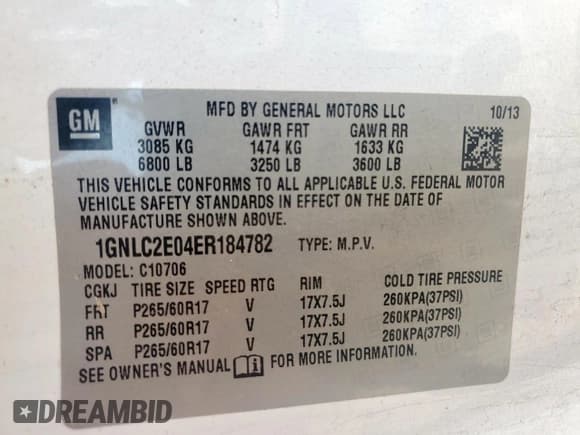 GM
MFD BY GENERAL MOTORS LLC 10/13
GVWR GAWR FRT GAWR RR
3085 KG 1474 KG 1633 KG
6800 LB 3250 LB 3600 LB
THIS VEHICLE CONFORMS TO ALL APPLICABLE U.S. FEDERAL MOTOR
VEHICLE SAFETY STANDARDS IN EFFECT ON THE DATE OF
MANUFACTURE SHOWN ABOVE.
1GNLC2E04ER184782 TYPE: M.P.V.
MODEL: C10706
CGKJ TIRE SIZE SPEED RTG RIM COLD TIRE PRESSURE
FRT P265/60R17 V 17X7.5J 260KPA(37PSI)
RR P265/60R17 V 17X7.5J 260KPA(37PSI)
SPA P265/60R17 V 17X7.5J 260KPA(37PSI)
SEE OWNER'S MANUAL FOR MORE INFORMATION.
DREAMBID